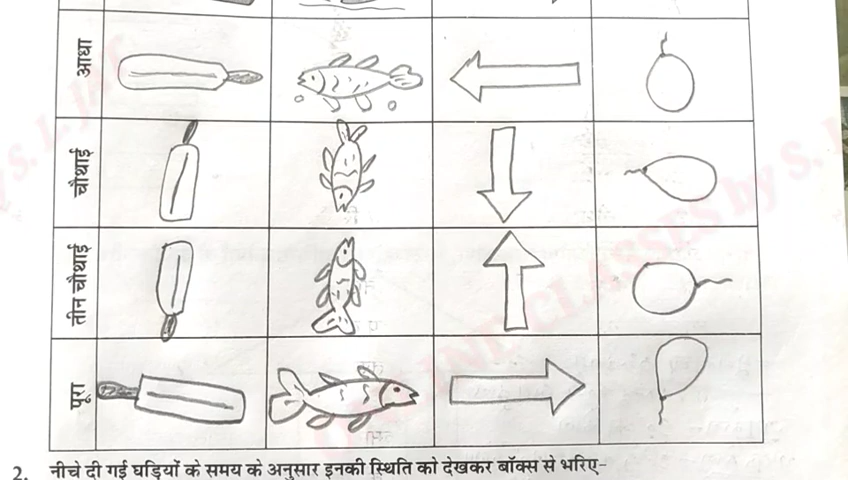 आधा
चौथाई
तीन चौथाई
पूरा
2. नीचे दी गई घड़ियों के समय के अनुसार इनकी स्थिति को देखकर बॉक्स से भरिए-